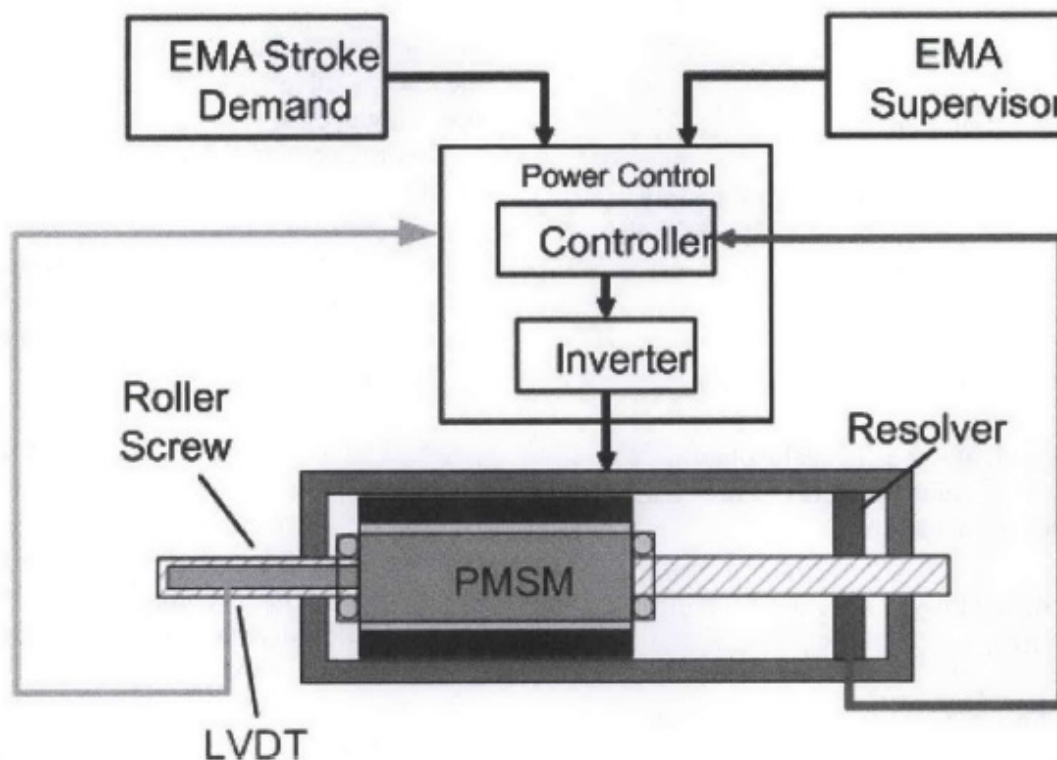 EMA Stroke
Demand
EMA
Supervisor
Power Control
Controller
Inverter
Roller
Screw
Resolver
PMSM
LVDT